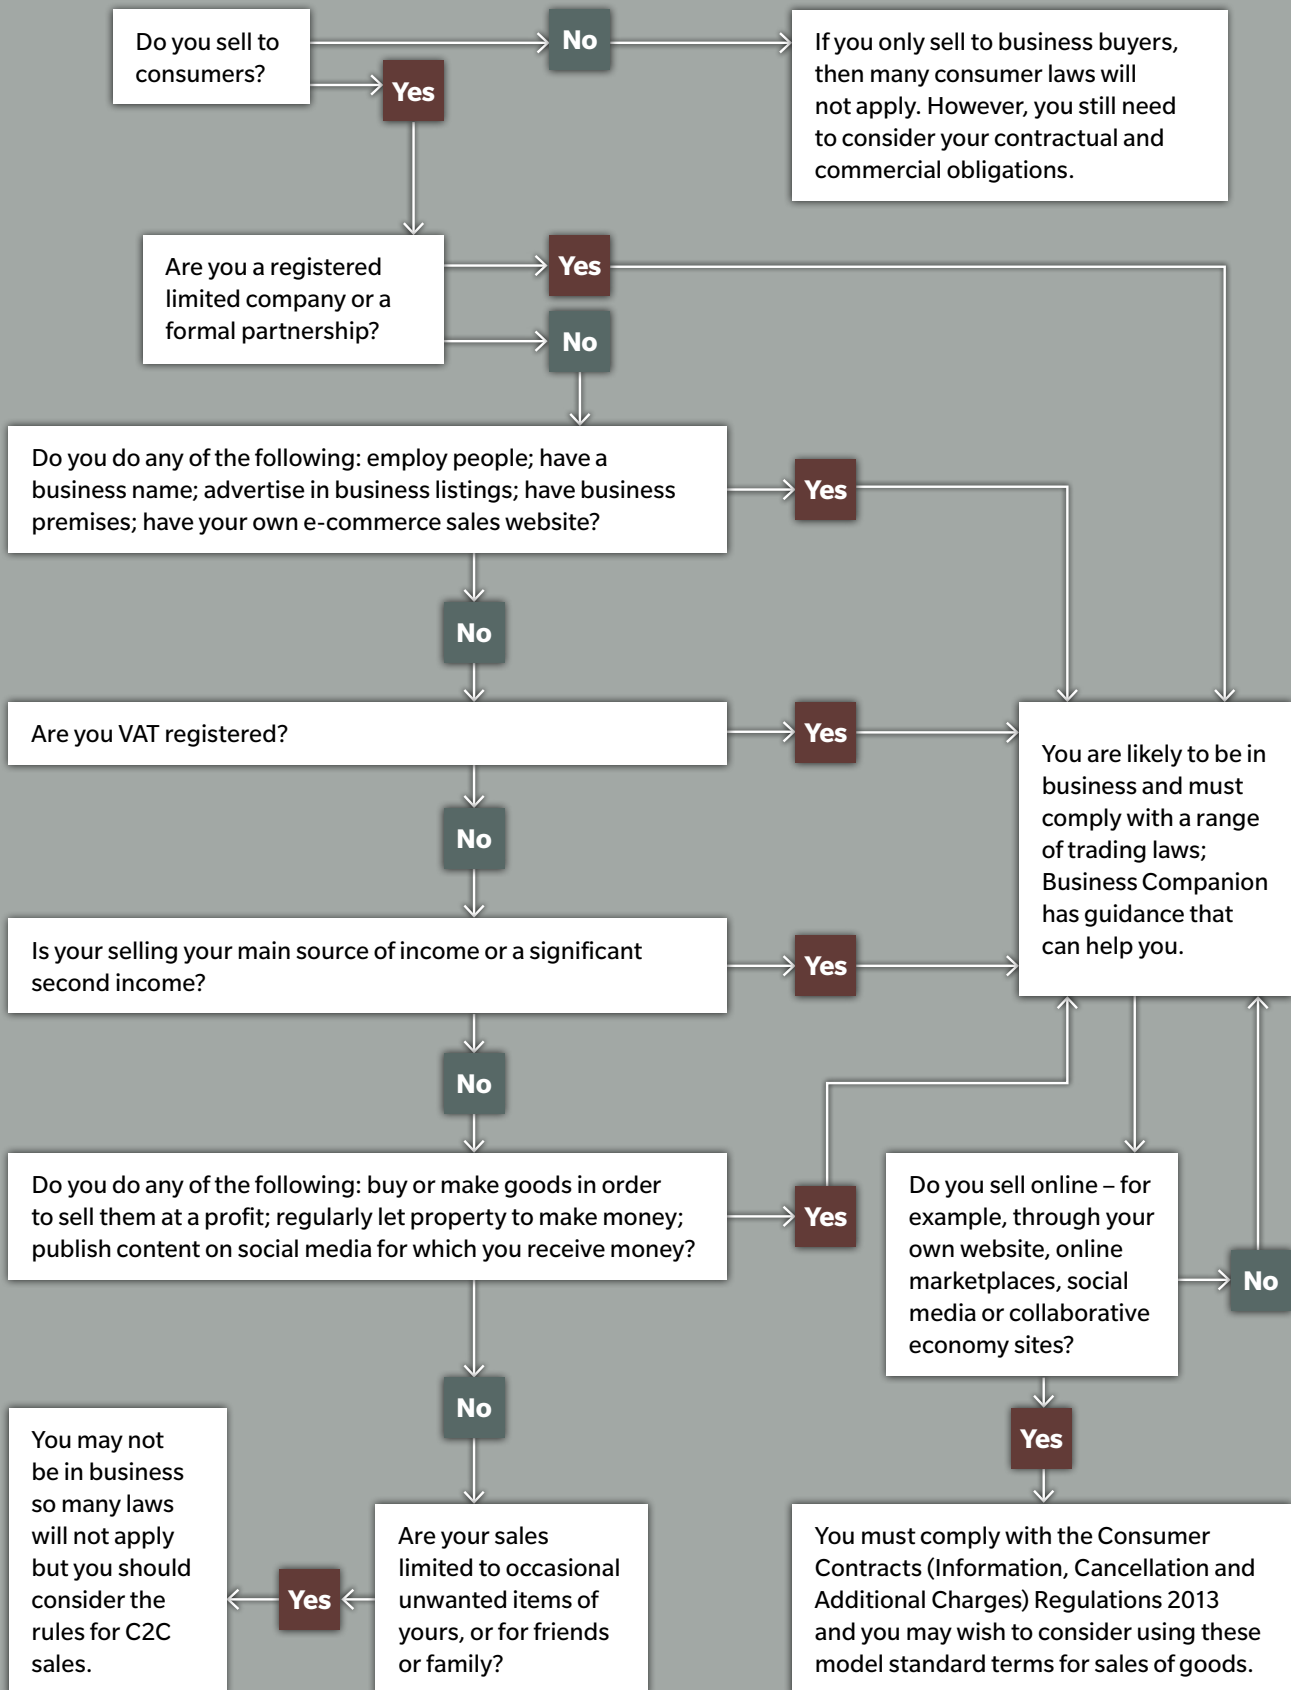 Do you sell to
consumers?
No
If you only sell to business buyers,
then many consumer laws will
not apply. However, you still need
to consider your contractual and
commercial obligations.
Yes
Are you a registered
limited company or a
formal partnership?
Yes
No
Do you do any of the following: employ people; have a
business name; advertise in business listings; have business
premises; have your own e-commerce sales website?
Yes
No
Are you VAT registered?
Yes
You are likely to be in
business and must
comply with a range
of trading laws;
Business Companion
has guidance that
can help you.
No
Is your selling your main source of income or a significant
second income?
Yes
No
Do you do any of the following: buy or make goods in order
to sell them at a profit; regularly let property to make money;
publish content on social media for which you receive money?
Yes
Do you sell online – for
example, through your
own website, online
marketplaces, social
media or collaborative
economy sites?
No
No
Yes
You may not
be in business
so many laws
will not apply
but you should
consider the
rules for C2C
sales.
Yes
Are your sales
limited to occasional
unwanted items of
yours, or for friends
or family?
You must comply with the Consumer
Contracts (Information, Cancellation and
Additional Charges) Regulations 2013
and you may wish to consider using these
model standard terms for sales of goods.